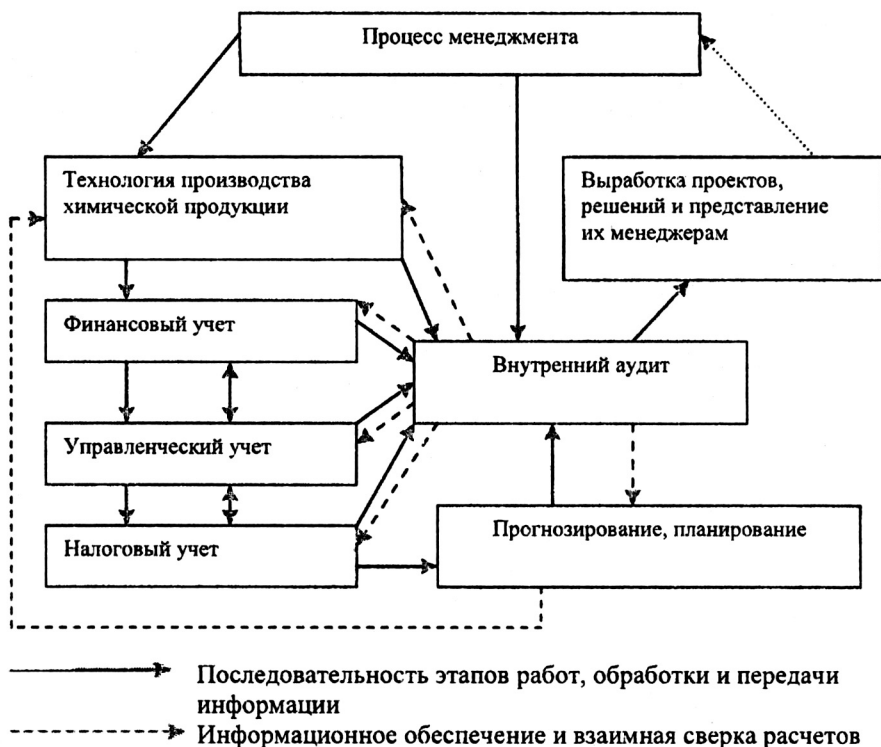 Процесс менеджмента
Технология производства
химической продукции
Выработка проектов,
решений и представление
их менеджерам
Финансовый учет
Внутренний аудит
Управленческий учет
Налоговый учет
Прогнозирование, планирование
Последовательность этапов работ, обработки и передачи
информации
Информационное обеспечение и взаимная сверка расчетов